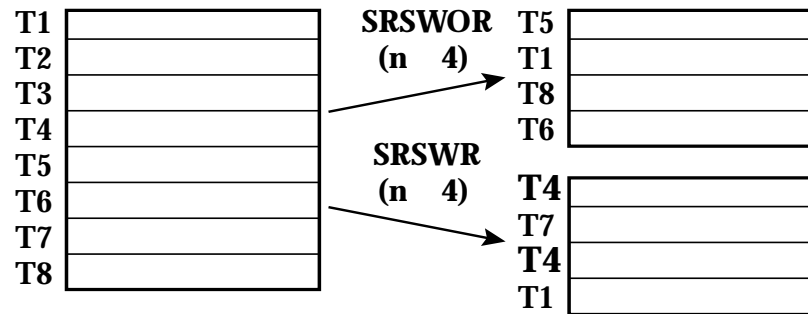 T1
T2
T3
T4
T5
T6
T7
T8
SRSWOR
(n 4)
SRSWR
(n 4)
T5
T1
T8
T6
T4
T7
T4
T1